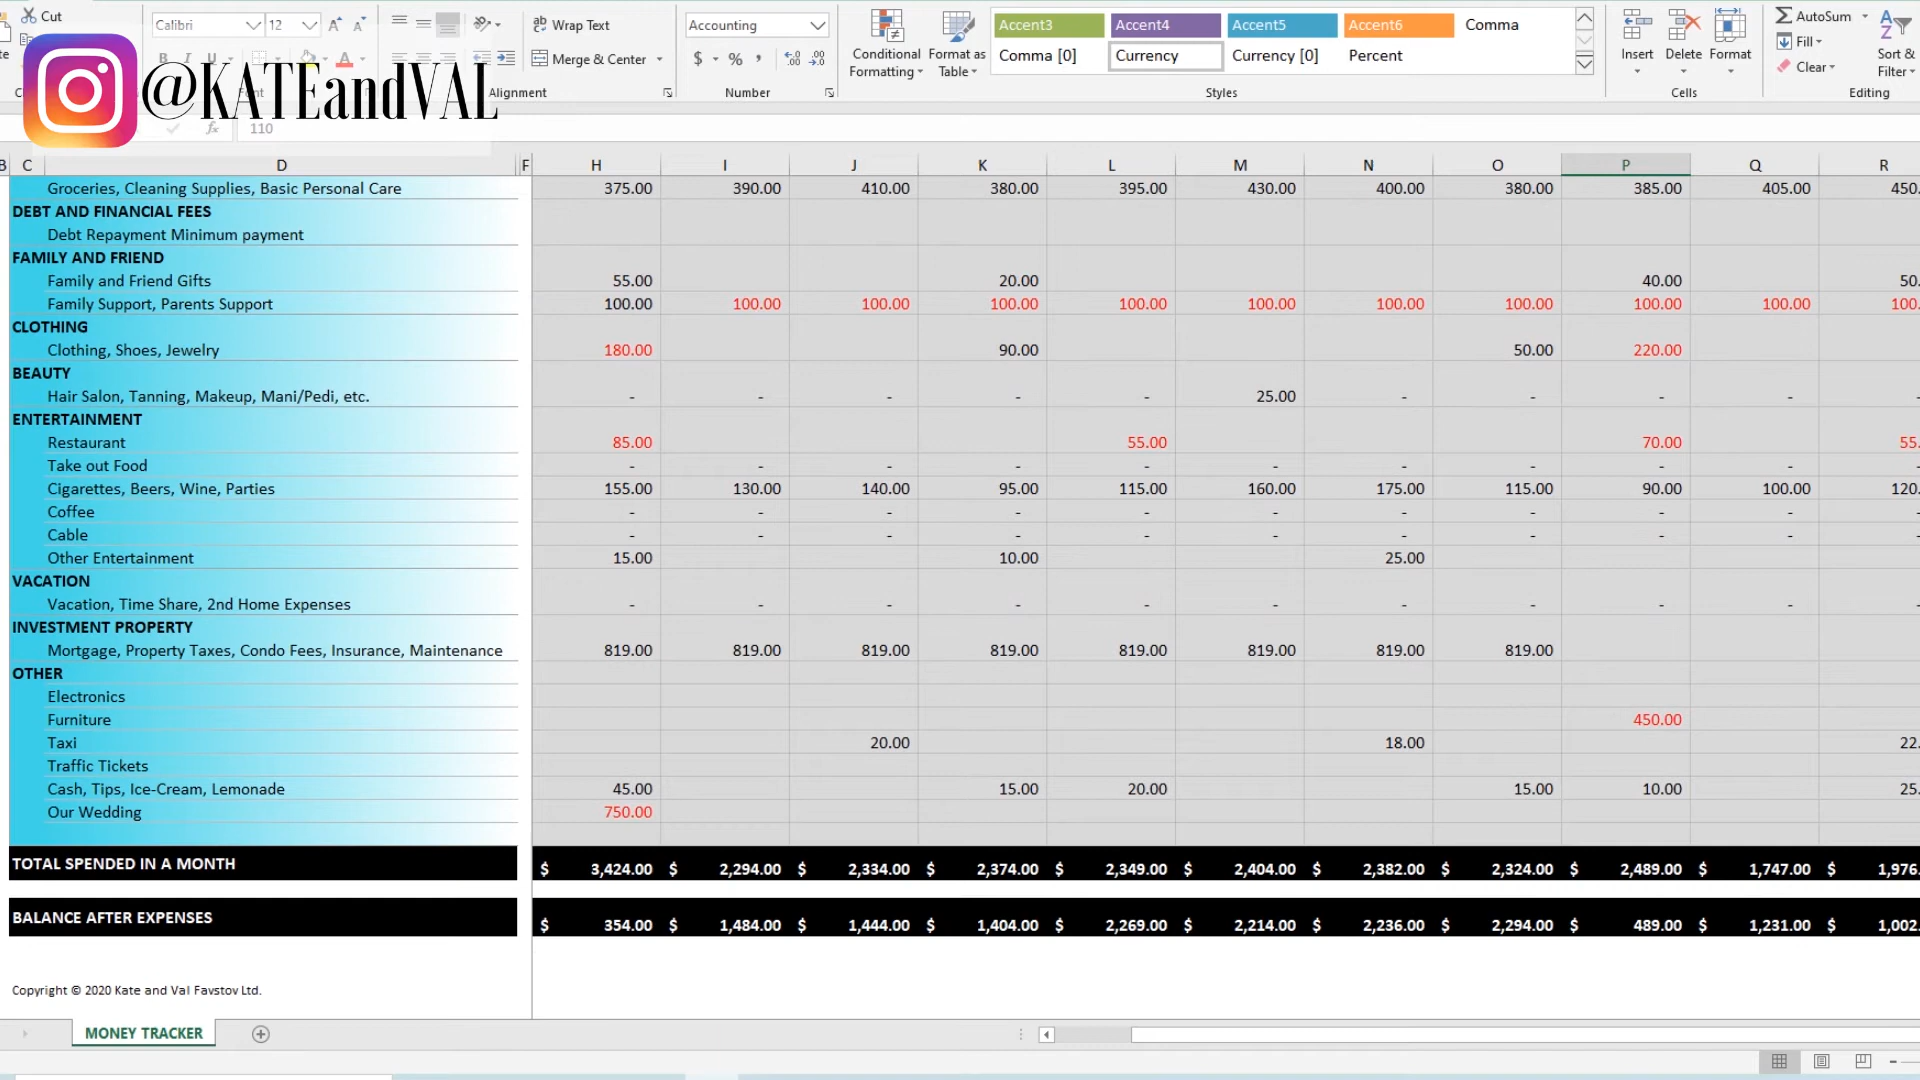 Cut
Calibri 12 Wrap Text Accounting Accent3 Accent4 Accent5 Accent6 Comma AutoSum
Merge & Center $ % Conditional Formatting Format as Table Comma [0] Currency Currency [0] Percent Insert Delete Format Fill Sort & Filter
Clear
Alignment Number Styles Cells Editing
@KATEandVAL
fx 110
B C D F H I J K L M N O P Q R
Groceries, Cleaning Supplies, Basic Personal Care 375.00 390.00 410.00 380.00 395.00 430.00 400.00 380.00 385.00 405.00 450.
DEBT AND FINANCIAL FEES
Debt Repayment Minimum payment
FAMILY AND FRIEND
Family and Friend Gifts 55.00 20.00 40.00 50.
Family Support, Parents Support 100.00 100.00 100.00 100.00 100.00 100.00 100.00 100.00 100.00 100.00 100.
CLOTHING
Clothing, Shoes, Jewelry 180.00 90.00 50.00 220.00
BEAUTY
Hair Salon, Tanning, Makeup, Mani/Pedi, etc. - - - - - 25.00 - - - - -
ENTERTAINMENT
Restaurant 85.00 55.00 70.00 55.
Take out Food - - - - - - - - - - -
Cigarettes, Beers, Wine, Parties 155.00 130.00 140.00 95.00 115.00 160.00 175.00 115.00 90.00 100.00 120.
Coffee - - - - - - - - - - -
Cable - - - - - - - - - - -
Other Entertainment 15.00 10.00 25.00
VACATION
Vacation, Time Share, 2nd Home Expenses - - - - - - - - - - -
INVESTMENT PROPERTY
Mortgage, Property Taxes, Condo Fees, Insurance, Maintenance 819.00 819.00 819.00 819.00 819.00 819.00 819.00 819.00
OTHER
Electronics
Furniture 450.00
Taxi 20.00 18.00 22.
Traffic Tickets
Cash, Tips, Ice-Cream, Lemonade 45.00 15.00 20.00 15.00 10.00 25.
Our Wedding 750.00
TOTAL SPENDED IN A MONTH $ 3,424.00 $ 2,294.00 $ 2,334.00 $ 2,374.00 $ 2,349.00 $ 2,404.00 $ 2,382.00 $ 2,324.00 $ 2,489.00 $ 1,747.00 $ 1,976.
BALANCE AFTER EXPENSES $ 354.00 $ 1,484.00 $ 1,444.00 $ 1,404.00 $ 2,269.00 $ 2,214.00 $ 2,236.00 $ 2,294.00 $ 489.00 $ 1,231.00 $ 1,002.
Copyright © 2020 Kate and Val Favstov Ltd.
MONEY TRACKER